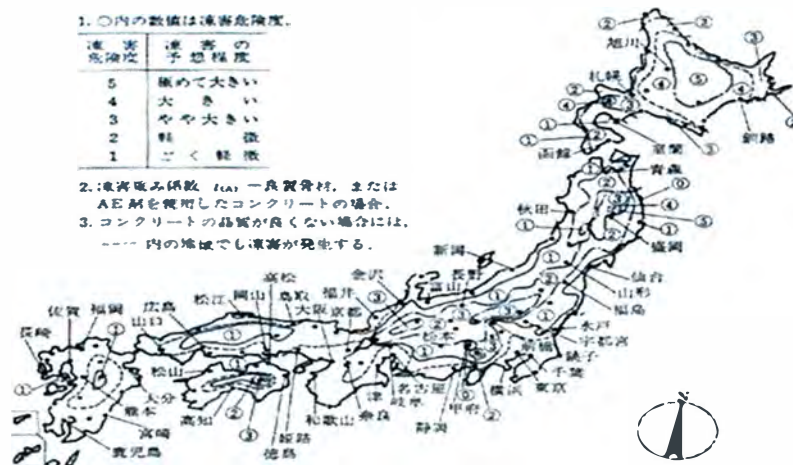 1. ○内の数値は凍害危険度.
凍害危険度
凍害の予想程度
5 極めて大きい
4 大きい
3 やや大きい
2 軽微
1 ごく軽微
2. 凍害重み係数 t(A) 一良質骨材, または
AE剤を使用したコンクリートの場合.
3. コンクリートの品質が良くない場合には,
---- 内の地域でも凍害が発生する.
旭川
札幌
釧路
室蘭
函館
青森
秋田
盛岡
仙台
山形
福島
新潟
長野
富山
金沢
福井
水戸
宇都宮
前橋
銚子
千葉
東京
横浜
甲府
静岡
松本
名古屋
岐阜
津
奈良
和歌山
京都
大阪
鳥取
高松
岡山
松江
広島
山口
福岡
佐賀
長崎
松山
高知
徳島
姫路
大分
熊本
宮崎
鹿児島